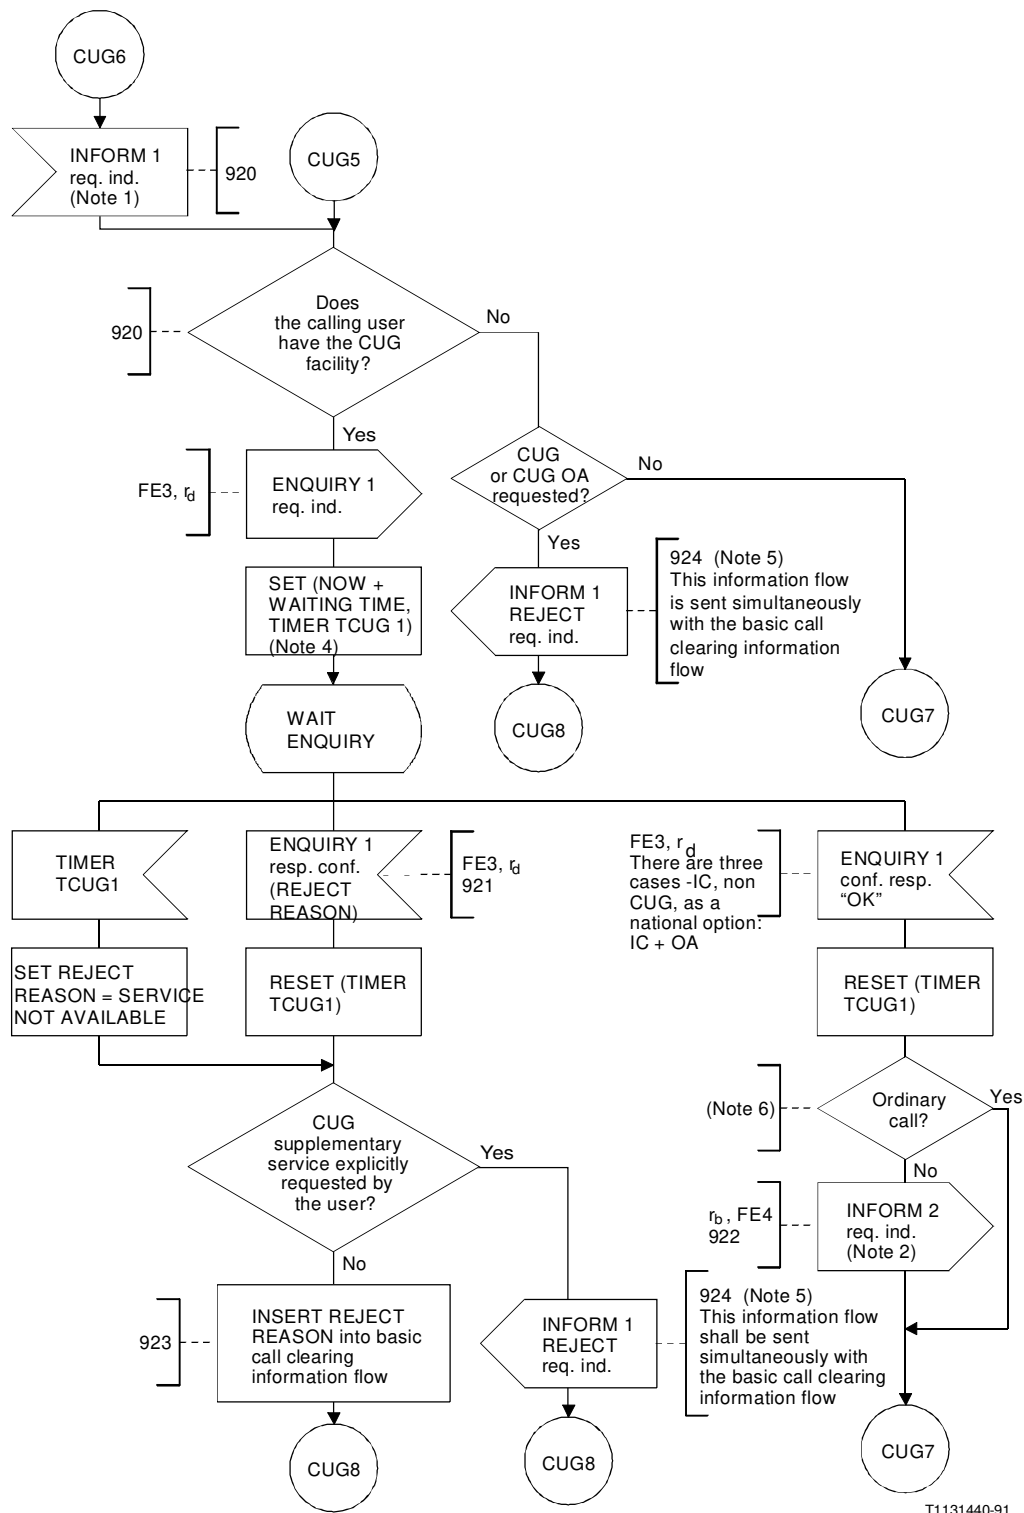 CUG6
INFORM 1
req. ind.
(Note 1)
920
CUG5
Does
the calling user
have the CUG
facility?
920
No
Yes
CUG
or CUG OA
requested?
No
Yes
FE3, rd
ENQUIRY 1
req. ind.
SET (NOW +
WAITING TIME,
TIMER TCUG 1)
(Note 4)
INFORM 1
REJECT
req. ind.
924 (Note 5)
This information flow
is sent simultaneously
with the basic call
clearing information
flow
WAIT
ENQUIRY
CUG8
CUG7
TIMER
TCUG1
ENQUIRY 1
resp. conf.
(REJECT
REASON)
FE3, rd
921
FE3, rd
There are three
cases -IC, non
CUG, as a
national option:
IC + OA
ENQUIRY 1
conf. resp.
“OK”
SET REJECT
REASON = SERVICE
NOT AVAILABLE
RESET (TIMER
TCUG1)
RESET (TIMER
TCUG1)
CUG
supplementary
service explicitly
requested by
the user?
Yes
No
(Note 6)
Ordinary
call?
Yes
No
rb , FE4
922
INFORM 2
req. ind.
(Note 2)
923
INSERT REJECT
REASON into basic
call clearing
information flow
INFORM 1
REJECT
req. ind.
924 (Note 5)
This information flow
shall be sent
simultaneously with
the basic call clearing
information flow
CUG8
CUG8
CUG7
T1131440-91